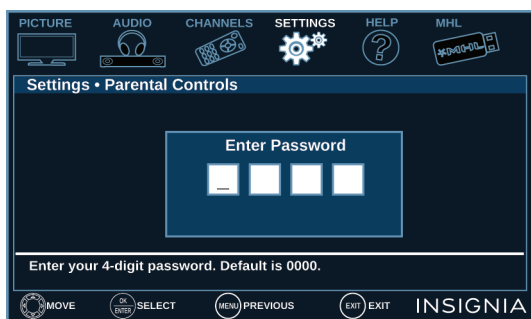 PICTURE AUDIO CHANNELS SETTINGS HELP MHL
MHL
Settings • Parental Controls
Enter Password
_
Enter your 4-digit password. Default is 0000.
MOVE OK ENTER SELECT MENU PREVIOUS EXIT EXIT INSIGNIA